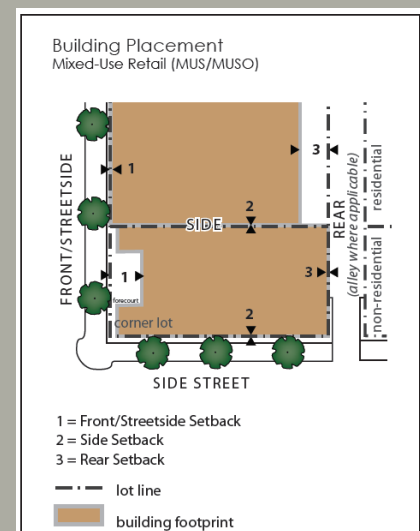 Building Placement
Mixed-Use Retail (MUS/MUSO)
1
3
2
SIDE
FRONT/STREETSIDE
REAR
(alley where applicable)
residential
non-residential
1
forecourt
3
corner lot
2
SIDE STREET
1 = Front/Streetside Setback
2 = Side Setback
3 = Rear Setback
lot line
building footprint